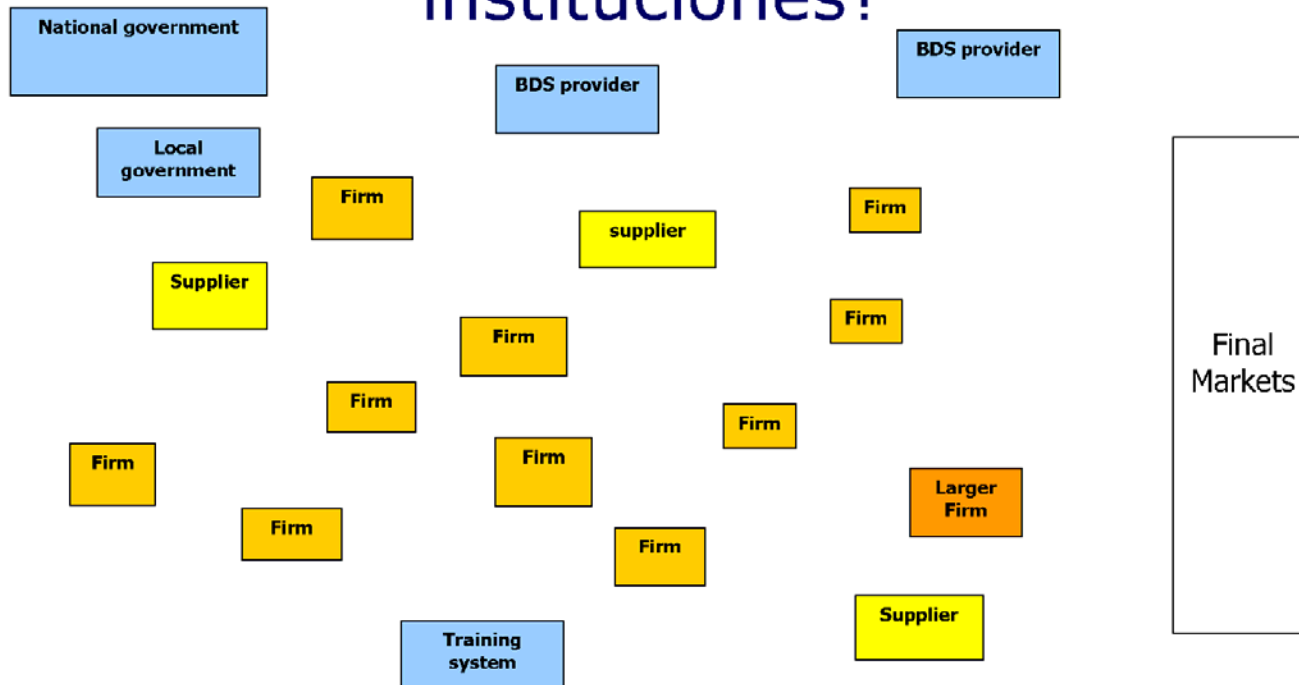 instituciones?
National government
BDS provider
BDS provider
Local
government
Firm
Firm
supplier
Supplier
Firm
Firm
Final
Markets
Firm
Firm
Firm
Firm
Larger
Firm
Firm
Firm
Supplier
Training
system